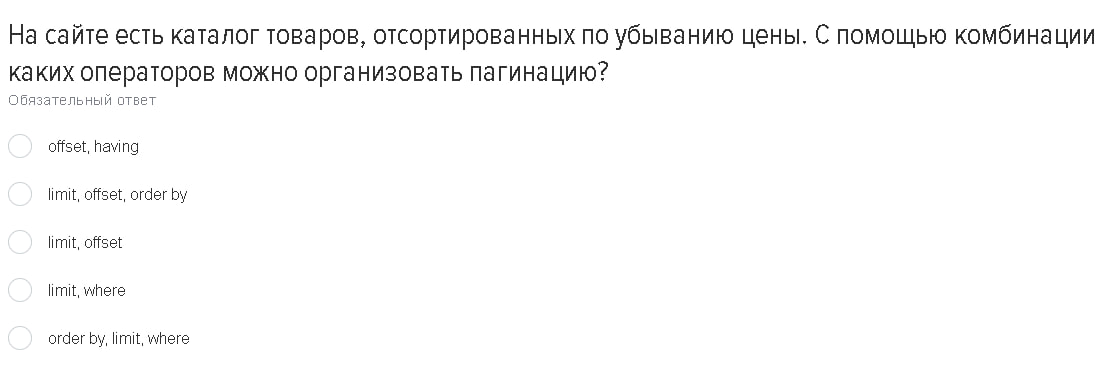 На сайте есть каталог товаров, отсортированных по убыванию цены. С помощью комбинации
каких операторов можно организовать пагинацию?
Обязательный ответ
offset, having
limit, offset, order by
limit, offset
limit, where
order by, limit, where